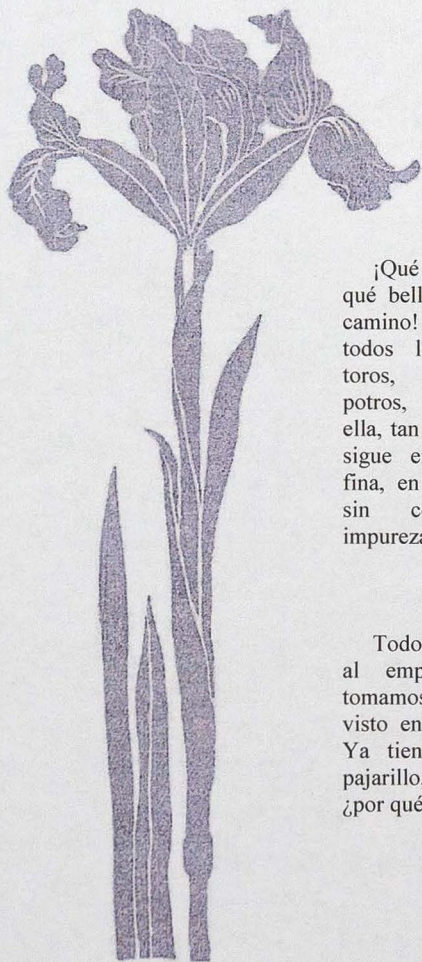 ¡Qué
qué bell
camino!
todos l
toros,
potros,
ella, tan
sigue e
fina, en
sin c
impureza
Todo
al emp
tomamos
visto en
Ya tien
pajarillo
¿por qué